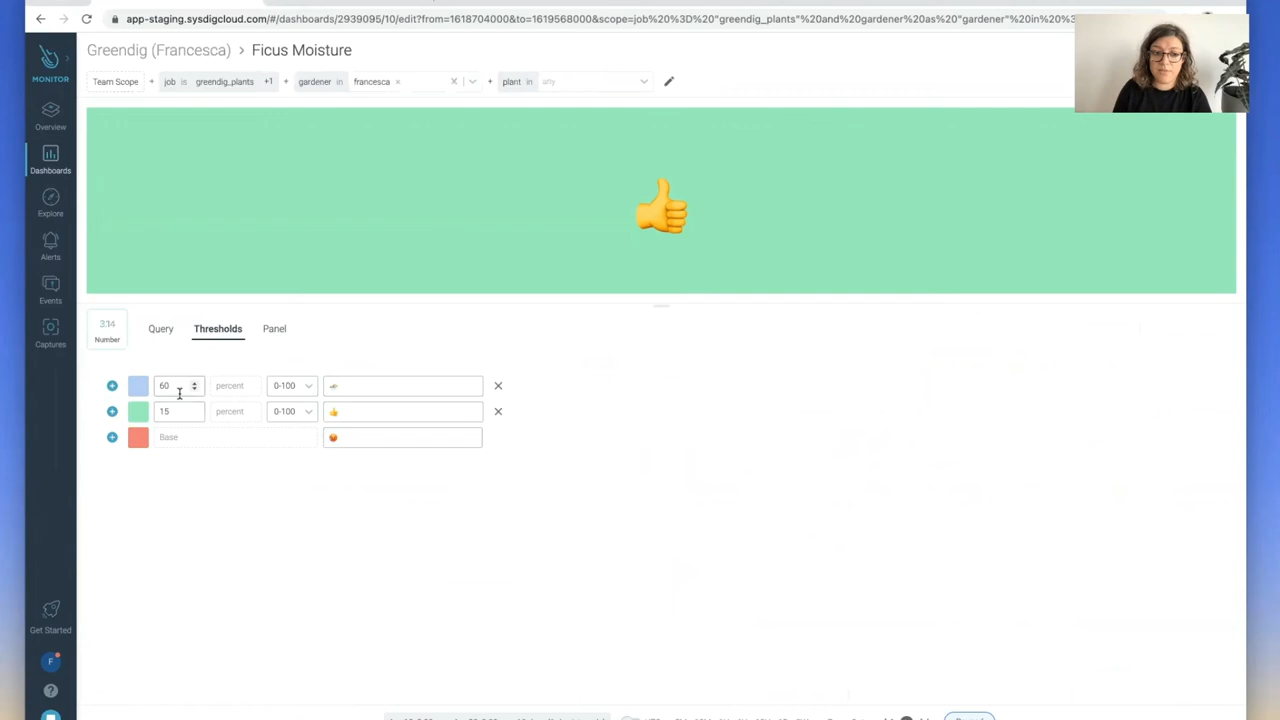 app-staging.sysdigcloud.com/#/dashboards/2939095/10/edit?from=1618704000&to=1619568000&scope=job%20%3D%20"greendig_plants"%20and%20gardener%20as%20"gardener"%20in%20%
MONITOR
Greendig (Francesca) > Ficus Moisture
Team Scope + job is greendig_plants +1 + gardener in francesca × + plant in any
Overview
Dashboards
Explore
Alerts
Events
Captures
3.14
Number
Query Thresholds Panel
60 percent 0-100
15 percent 0-100
Base
Get Started
F